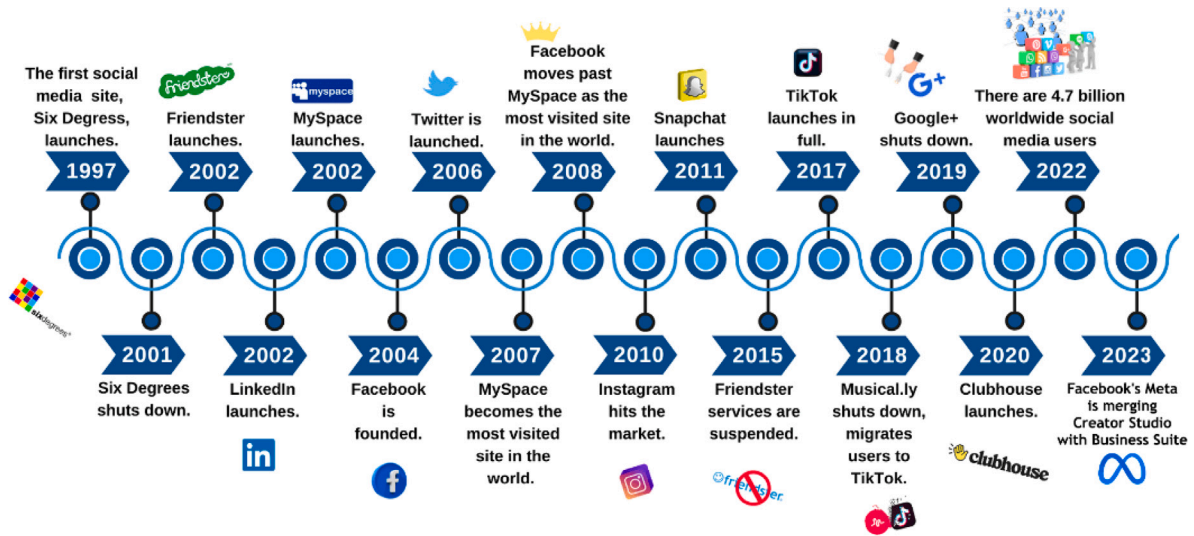 The first social
media site,
Six Degress,
launches.
1997
sixdegrees
2001
Six Degrees
shuts down.
friendster
Friendster
launches.
2002
2002
LinkedIn
launches.
in
myspace
MySpace
launches.
2002
2004
Facebook
is
founded.
f
Twitter is
launched.
2006
2007
MySpace
becomes the
most visited
site in the
world.
Facebook
moves past
MySpace as the
most visited site
in the world.
2008
2010
Instagram
hits the
market.
Snapchat
launches
2011
2015
Friendster
services are
suspended.
friendster
TikTok
launches in
full.
2017
2018
Musical.ly
shuts down,
migrates
users to
TikTok.
G+
Google+
shuts down.
2019
2020
Clubhouse
launches.
clubhouse
There are 4.7 billion
worldwide social
media users
2022
2023
Facebook's Meta
is merging
Creator Studio
with Business Suite